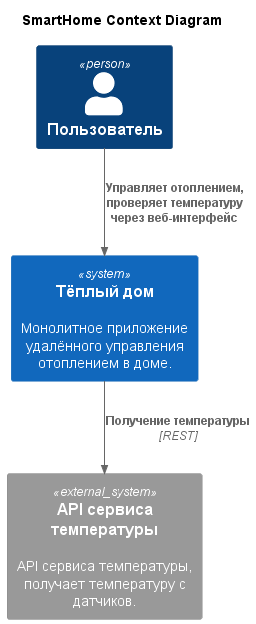 SmartHome Context Diagram
«person»
Пользователь
Управляет отоплением,
проверяет температуру
через веб-интерфейс
«system»
Тёплый дом
Монолитное приложение
удалённого управления
отоплением в доме.
Получение температуры
[REST]
«external_system»
API сервиса
температуры
API сервиса температуры,
получает температуру с
датчиков.